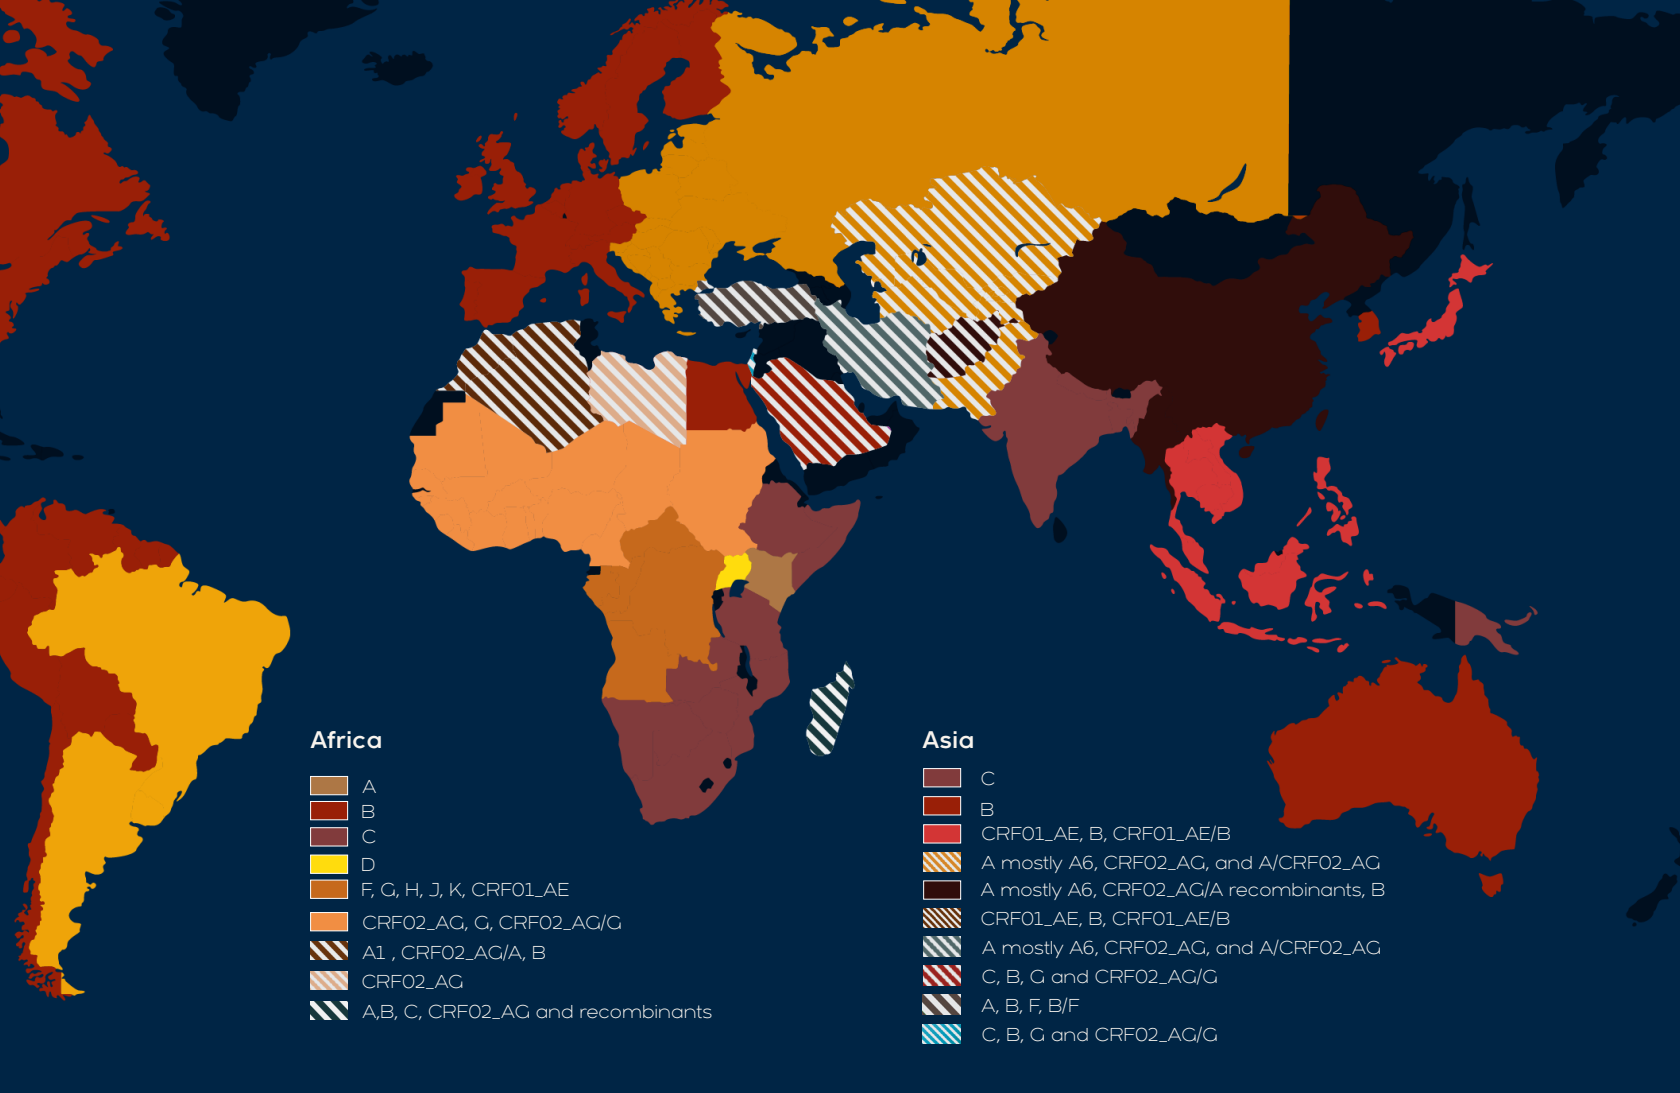 Africa
A
B
C
D
F, G, H, J, K, CRF01_AE
CRF02_AG, G, CRF02_AG/G
A1 , CRF02_AG/A, B
CRF02_AG
A,B, C, CRF02_AG and recombinants
Asia
C
B
CRF01_AE, B, CRF01_AE/B
A mostly A6, CRF02_AG, and A/CRF02_AG
A mostly A6, CRF02_AG/A recombinants, B
CRF01_AE, B, CRF01_AE/B
A mostly A6, CRF02_AG, and A/CRF02_AG
C, B, G and CRF02_AG/G
A, B, F, B/F
C, B, G and CRF02_AG/G